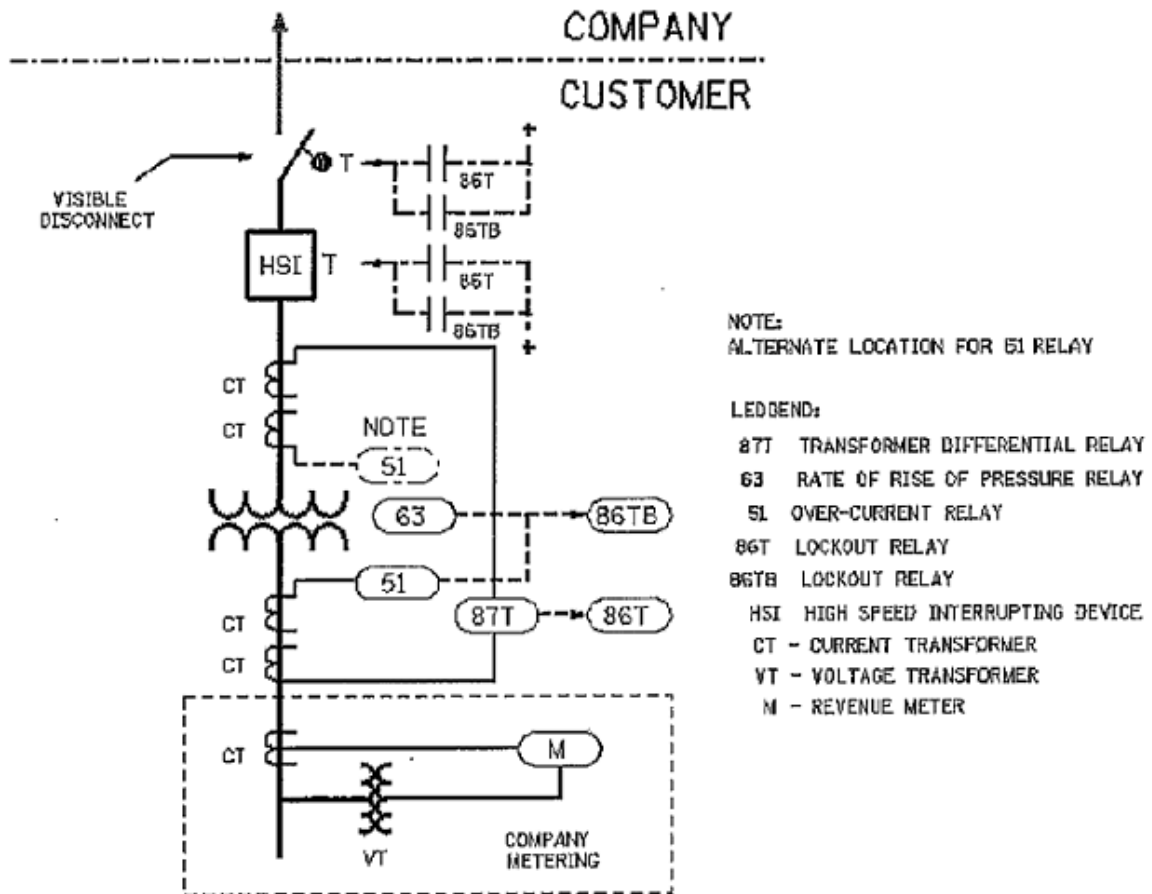 COMPANY
CUSTOMER
VISIBLE
DISCONNECT
T
86T
86TB
HSI
T
86T
86TB
CT
CT
NOTE
51
63
86TB
51
CT
87T
86T
CT
CT
M
VT
COMPANY
METERING
NOTE:
ALTERNATE LOCATION FOR 51 RELAY
LEDGEND:
87T TRANSFORMER DIFFERENTIAL RELAY
63 RATE OF RISE OF PRESSURE RELAY
51 OVER-CURRENT RELAY
86T LOCKOUT RELAY
86TB LOCKOUT RELAY
HSI HIGH SPEED INTERRUPTING DEVICE
CT - CURRENT TRANSFORMER
VT - VOLTAGE TRANSFORMER
M - REVENUE METER